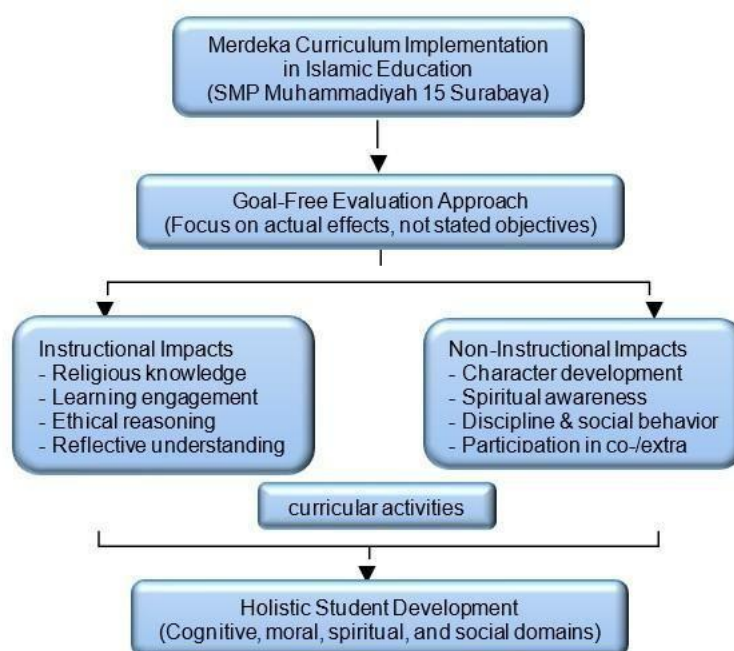 Merdeka Curriculum Implementation
in Islamic Education
(SMP Muhammadiyah 15 Surabaya)
Goal-Free Evaluation Approach
(Focus on actual effects, not stated objectives)
Instructional Impacts
- Religious knowledge
- Learning engagement
- Ethical reasoning
- Reflective understanding
Non-Instructional Impacts
- Character development
- Spiritual awareness
- Discipline & social behavior
- Participation in co-/extra
curricular activities
Holistic Student Development
(Cognitive, moral, spiritual, and social domains)